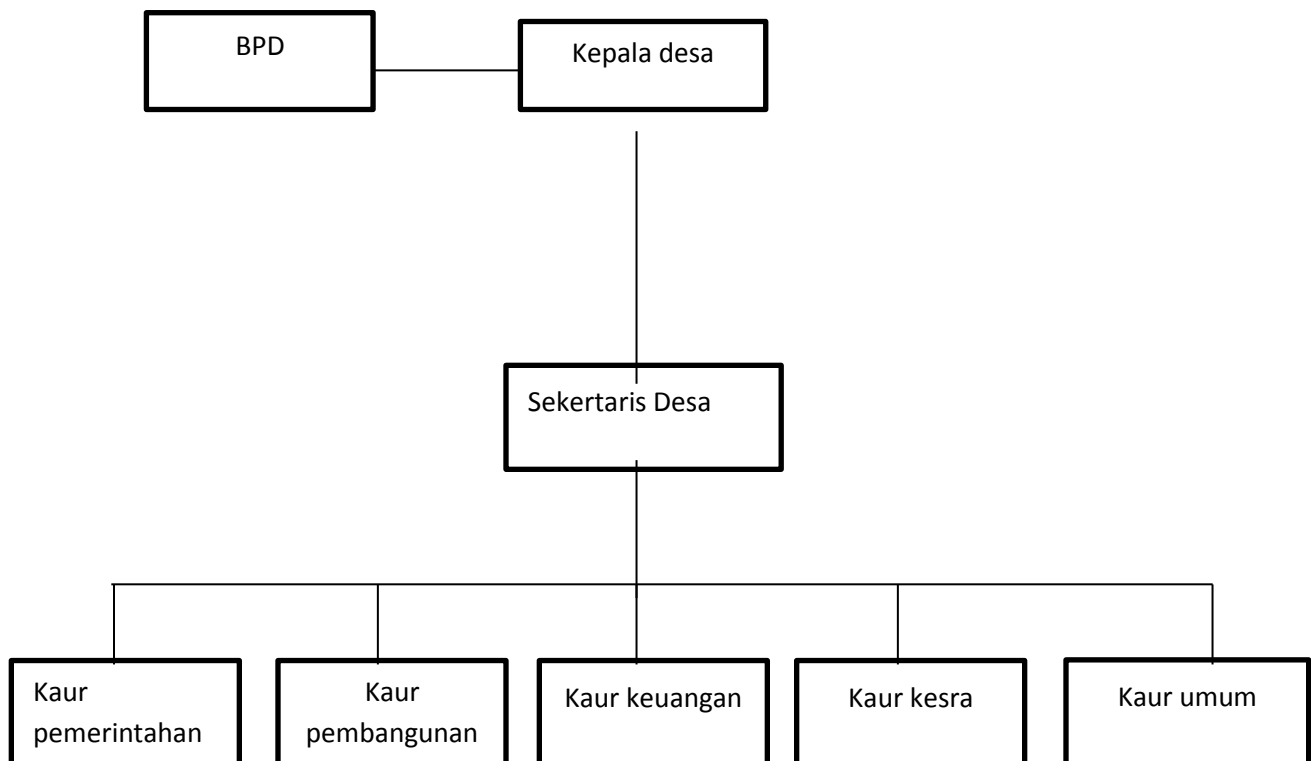 BPD
Kepala desa
Sekertaris Desa
Kaur
pemerintahan
Kaur
pembangunan
Kaur keuangan
Kaur kesra
Kaur umum